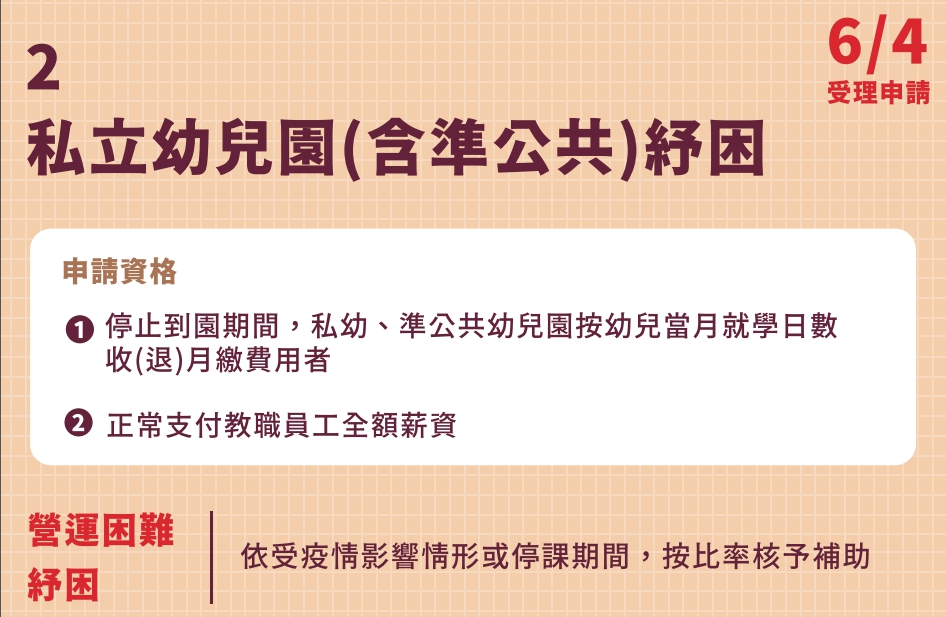 6/4
受理申請
2
私立幼兒園(含準公共)紓困
申請資格
1 停止到園期間，私幼、準公共幼兒園按幼兒當月就學日數
收(退)月繳費用者
2 正常支付教職員工全額薪資
營運困難
紓困
依受疫情影響情形或停課期間，按比率核予補助